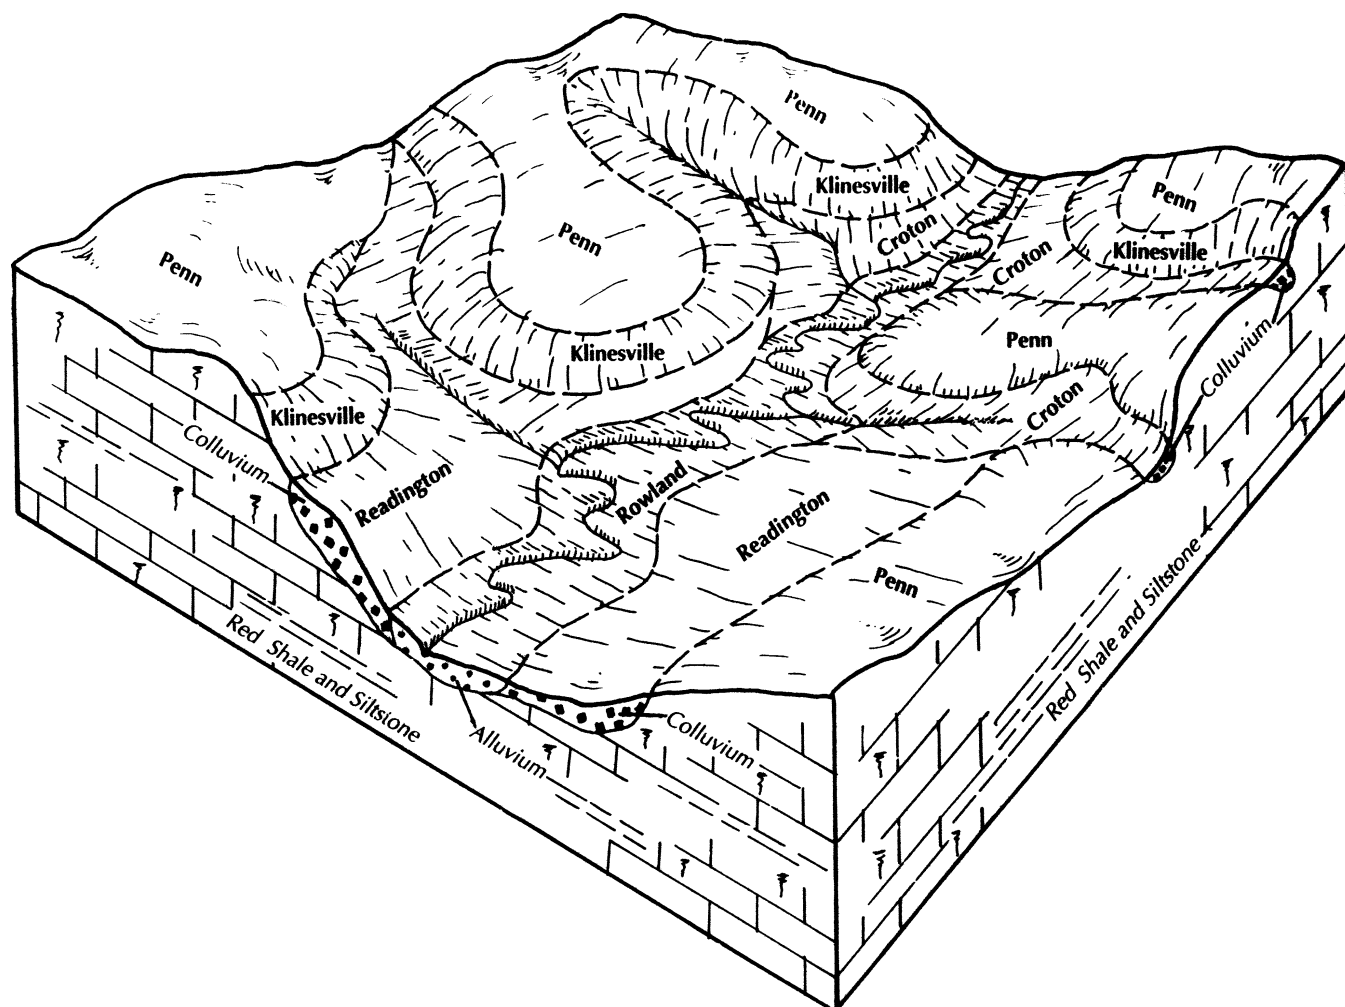 Penn
Klinesville
Penn
Croton
Klinesville
Croton
Penn
Penn
Penn
Colluvium
Klinesville
Klinesville
Croton
Colluvium
Readington
Rowland
Readington
Penn
Red Shale and Siltsione
Red Shale and Siltstone
Alluvium
Colluvium